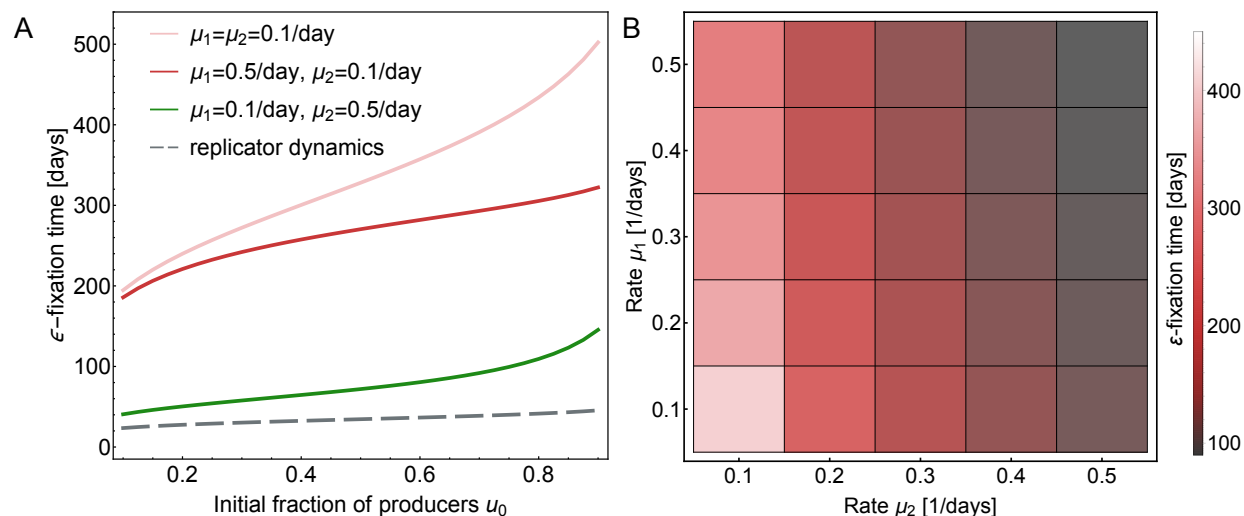 A
500
400
300
200
100
0
ϵ-fixation time [days]
μ1=μ2=0.1/day
μ1=0.5/day, μ2=0.1/day
μ1=0.1/day, μ2=0.5/day
replicator dynamics
0.2
0.4
0.6
0.8
Initial fraction of producers u0
B
0.5
0.4
0.3
0.2
0.1
Rate μ1 [1/days]
0.1
0.2
0.3
0.4
0.5
Rate μ2 [1/days]
ε-fixation time [days]
400
300
200
100